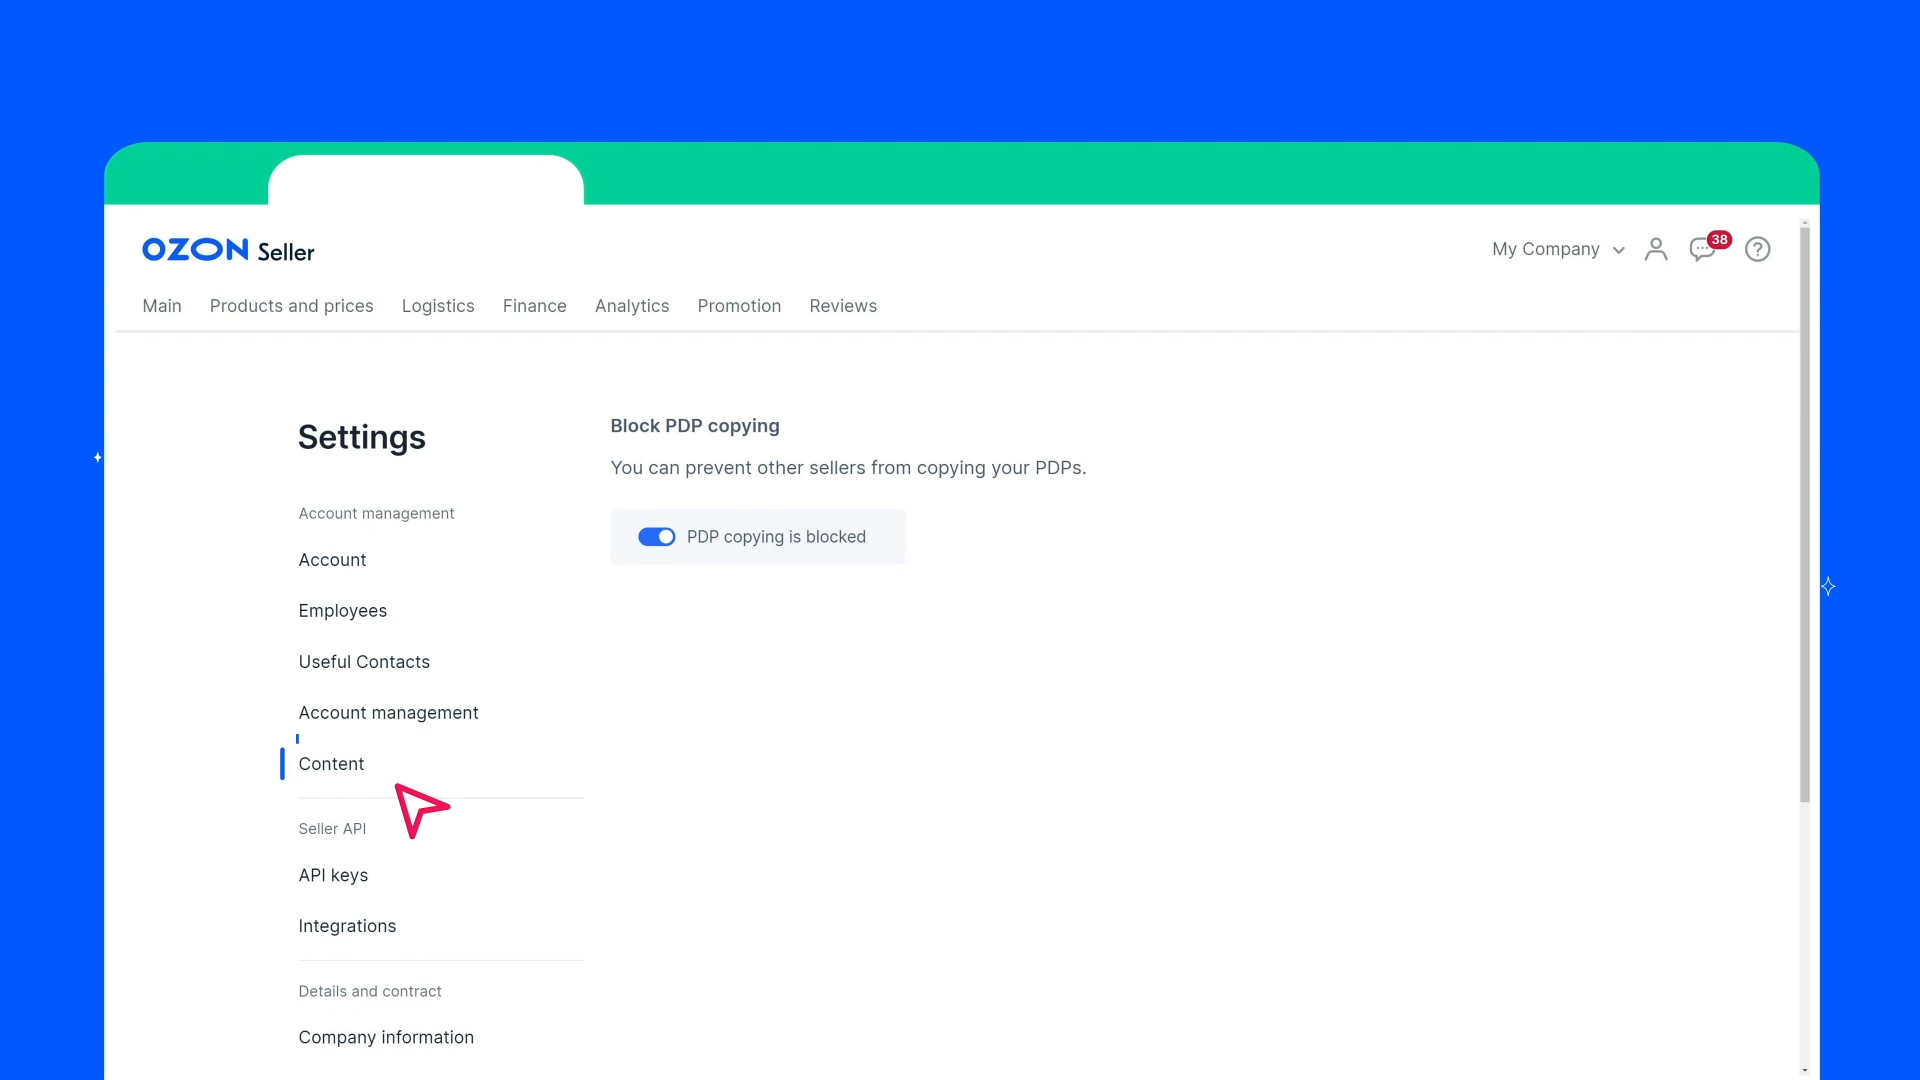 OZON Seller
My Company
38
Main Products and prices Logistics Finance Analytics Promotion Reviews
Settings
Account management
Account
Employees
Useful Contacts
Account management
Content
Seller API
API keys
Integrations
Details and contract
Company information
Block PDP copying
You can prevent other sellers from copying your PDPs.
PDP copying is blocked